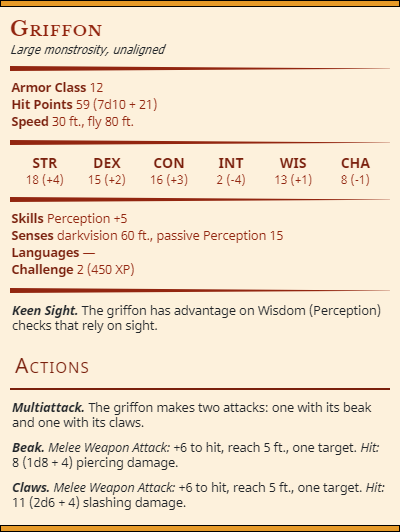 Griffon
Large monstrosity, unaligned
Armor Class 12
Hit Points 59 (7d10 + 21)
Speed 30 ft., fly 80 ft.
STR DEX CON INT WIS CHA
18 (+4) 15 (+2) 16 (+3) 2 (-4) 13 (+1) 8 (-1)
Skills Perception +5
Senses darkvision 60 ft., passive Perception 15
Languages —
Challenge 2 (450 XP)
Keen Sight. The griffon has advantage on Wisdom (Perception)
checks that rely on sight.
Actions
Multiattack. The griffon makes two attacks: one with its beak
and one with its claws.
Beak. Melee Weapon Attack: +6 to hit, reach 5 ft., one target. Hit:
8 (1d8 + 4) piercing damage.
Claws. Melee Weapon Attack: +6 to hit, reach 5 ft., one target. Hit:
11 (2d6 + 4) slashing damage.